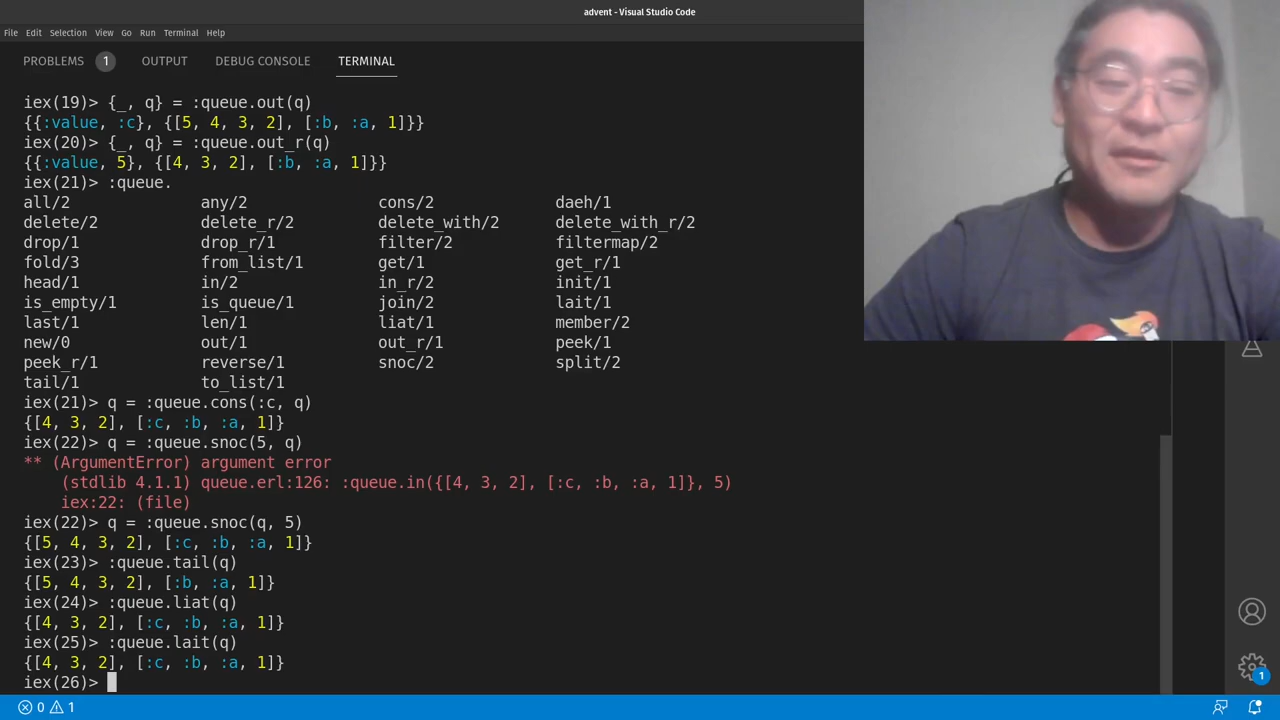 advent - Visual Studio Code
File Edit Selection View Go Run Terminal Help
PROBLEMS 1 OUTPUT DEBUG CONSOLE TERMINAL
iex(19)> {_, q} = :queue.out(q)
{{:value, :c}, {[5, 4, 3, 2], [:b, :a, 1]}}
iex(20)> {_, q} = :queue.out_r(q)
{{:value, 5}, {[4, 3, 2], [:b, :a, 1]}}
iex(21)> :queue.
all/2 any/2 cons/2 daeh/1
delete/2 delete_r/2 delete_with/2 delete_with_r/2
drop/1 drop_r/1 filter/2 filtermap/2
fold/3 from_list/1 get/1 get_r/1
head/1 in/2 in_r/2 init/1
is_empty/1 is_queue/1 join/2 lait/1
last/1 len/1 liat/1 member/2
new/0 out/1 out_r/1 peek/1
peek_r/1 reverse/1 snoc/2 split/2
tail/1 to_list/1
iex(21)> q = :queue.cons(:c, q)
{[4, 3, 2], [:c, :b, :a, 1]}
iex(22)> q = :queue.snoc(5, q)
** (ArgumentError) argument error
(stdlib 4.1.1) queue.erl:126: :queue.in({[4, 3, 2], [:c, :b, :a, 1]}, 5)
iex:22: (file)
iex(22)> q = :queue.snoc(q, 5)
{[5, 4, 3, 2], [:c, :b, :a, 1]}
iex(23)> :queue.tail(q)
{[5, 4, 3, 2], [:b, :a, 1]}
iex(24)> :queue.liat(q)
{[4, 3, 2], [:c, :b, :a, 1]}
iex(25)> :queue.lait(q)
{[4, 3, 2], [:c, :b, :a, 1]}
iex(26)>
1
0 1